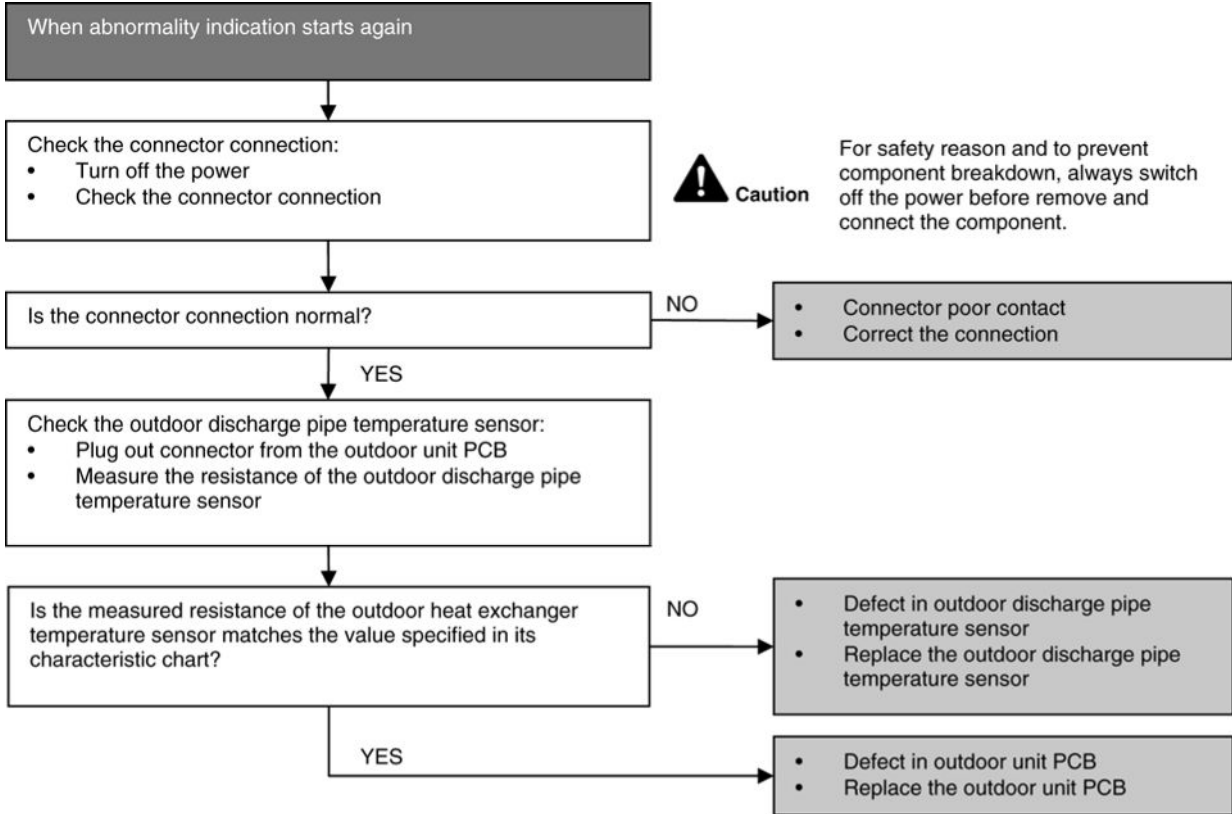 When abnormality indication starts again
Check the connector connection:
• Turn off the power
• Check the connector connection
Caution
For safety reason and to prevent
component breakdown, always switch
off the power before remove and
connect the component.
Is the connector connection normal?
NO
• Connector poor contact
• Correct the connection
YES
Check the outdoor discharge pipe temperature sensor:
• Plug out connector from the outdoor unit PCB
• Measure the resistance of the outdoor discharge pipe
temperature sensor
Is the measured resistance of the outdoor heat exchanger
temperature sensor matches the value specified in its
characteristic chart?
NO
• Defect in outdoor discharge pipe
temperature sensor
• Replace the outdoor discharge pipe
temperature sensor
YES
• Defect in outdoor unit PCB
• Replace the outdoor unit PCB